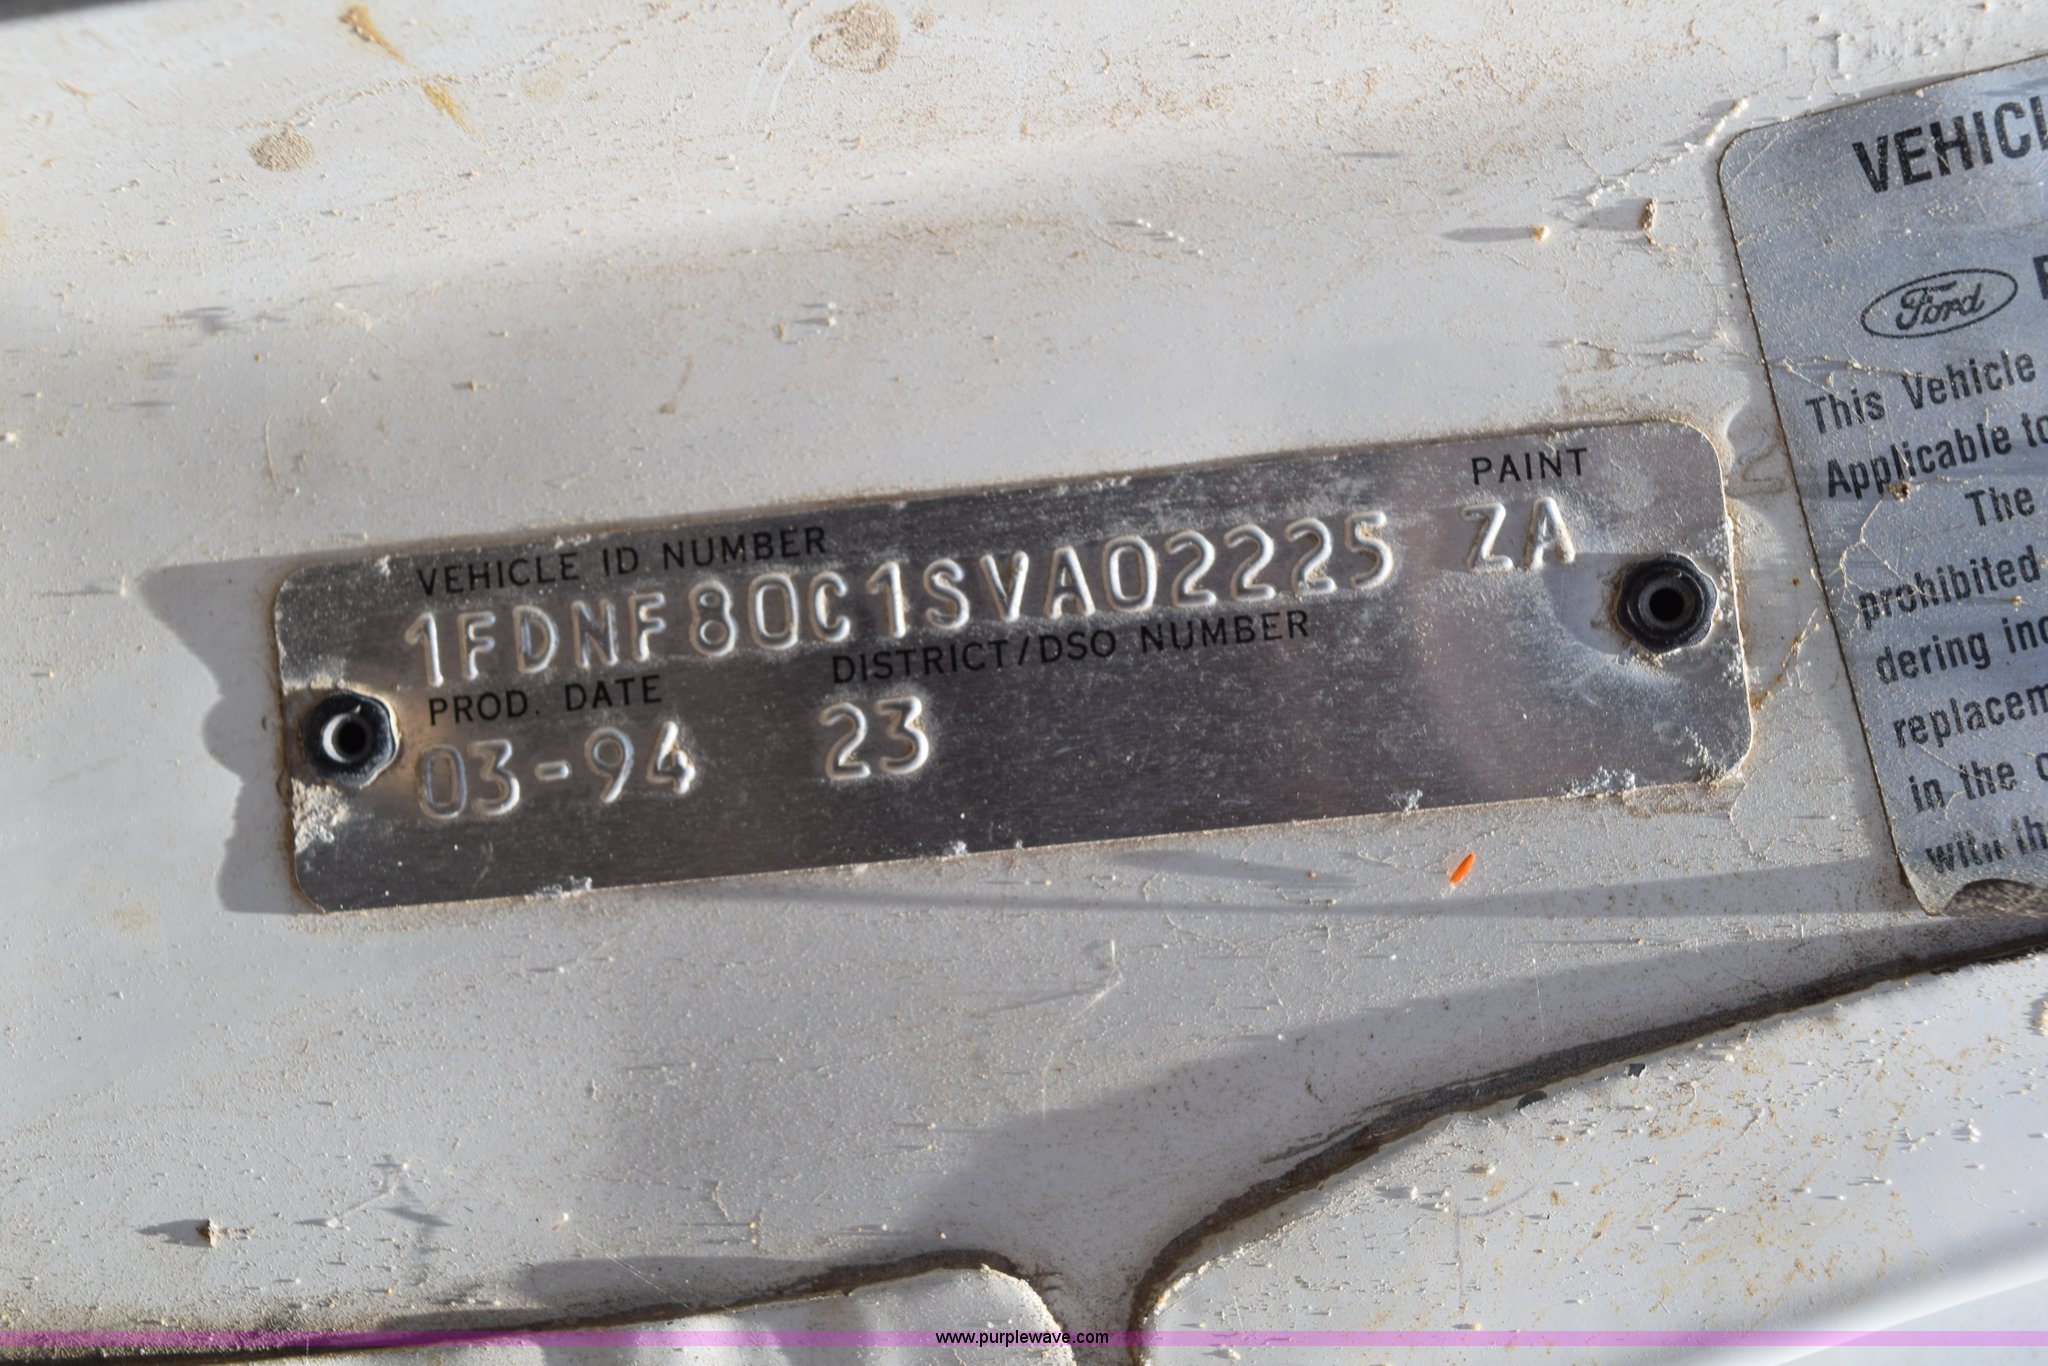 VEHICLE ID NUMBER PAINT
1FDNF80C1SVA02225 ZA
PROD. DATE DISTRICT/DSO NUMBER
03-94 23
VEHICL
Ford
This Vehicle
Applicable to
The
prohibited
dering inc
replacem
in the
with th
www.purplewave.com